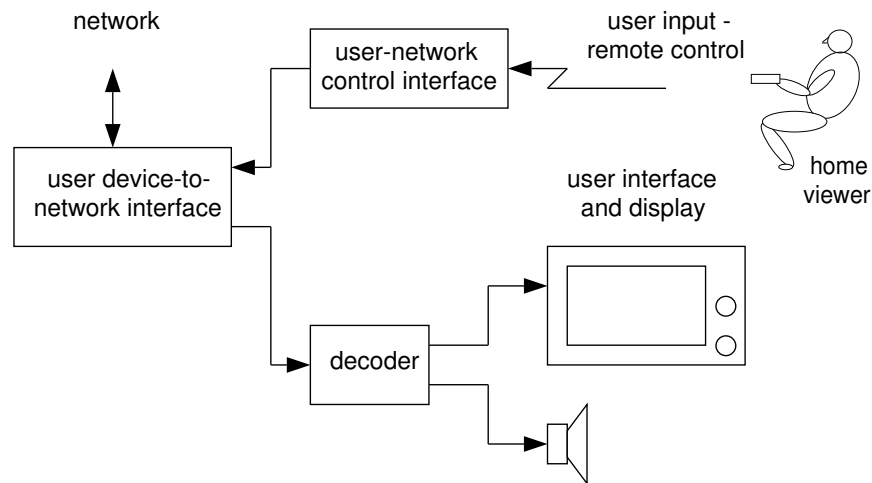 network
user-network
control interface
user input -
remote control
user device-to-
network interface
home
viewer
user interface
and display
decoder